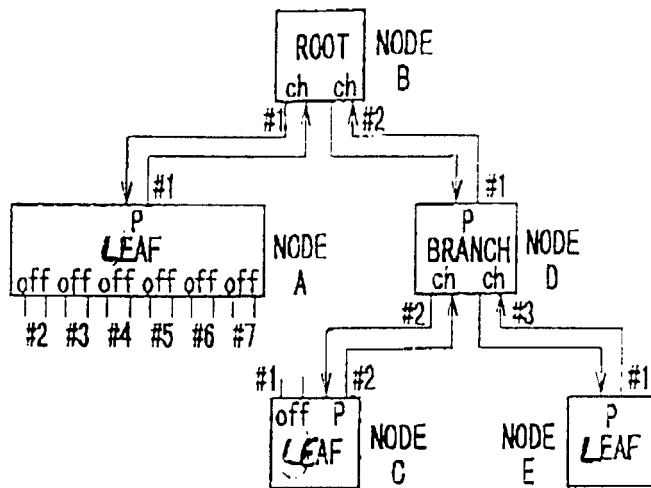 ROOT
NODE
B
ch ch
#1 #2
#1 #1
P
LEAF
NODE
A
off off off off off off
#2 #3 #4 #5 #6 #7
P
BRANCH
NODE
D
ch ch
#2 #3
#1 #2
#1
off P
LEAF
NODE
C
NODE
E
P
LEAF